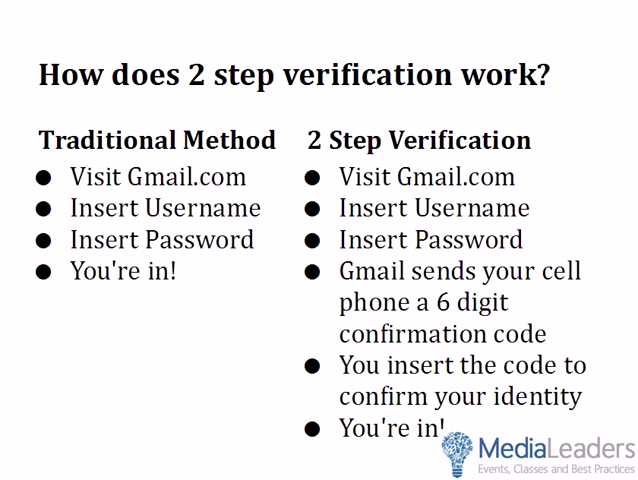 How does 2 step verification work?
Traditional Method
● Visit Gmail.com
● Insert Username
● Insert Password
● You're in!
2 Step Verification
● Visit Gmail.com
● Insert Username
● Insert Password
● Gmail sends your cell
phone a 6 digit
confirmation code
● You insert the code to
confirm your identity
● You're in!
MediaLeaders
Events, Classes and Best Practices